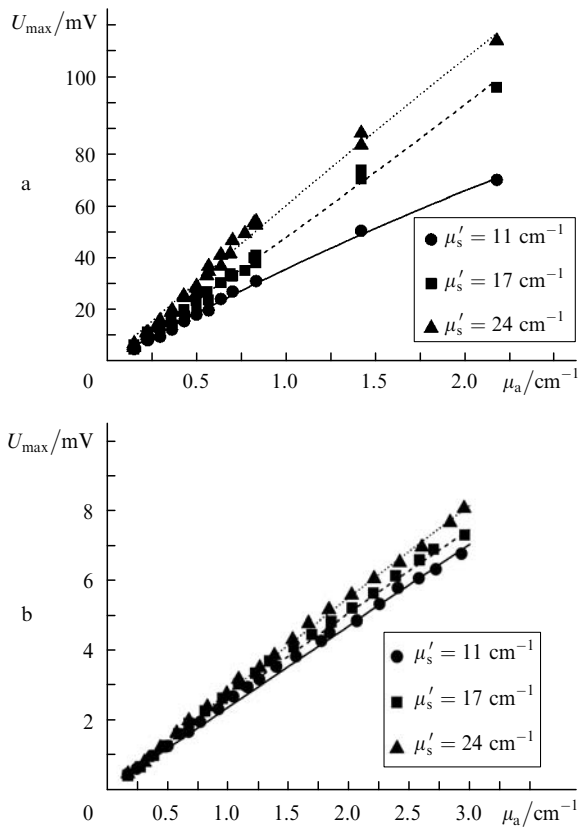 U_max/mV
100
80
60
40
20
0
a
μ′_s = 11 cm⁻¹
μ′_s = 17 cm⁻¹
μ′_s = 24 cm⁻¹
0.5 1.0 1.5 2.0 μ_a/cm⁻¹
U_max/mV
8
6
4
2
0
b
μ′_s = 11 cm⁻¹
μ′_s = 17 cm⁻¹
μ′_s = 24 cm⁻¹
0.5 1.0 1.5 2.0 2.5 3.0 μ_a/cm⁻¹